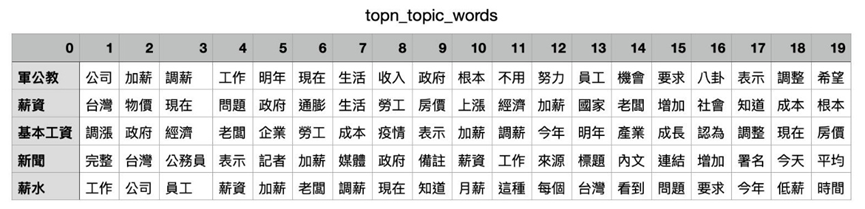 topn_topic_words
0 1 2 3 4 5 6 7 8 9 10 11 12 13 14 15 16 17 18 19
軍公教 公司 加薪 調薪 工作 明年 現在 生活 收入 政府 根本 不用 努力 員工 機會 要求 八卦 表示 調整 希望
薪資 台灣 物價 現在 問題 政府 通膨 生活 勞工 房價 上漲 經濟 加薪 國家 老闆 增加 社會 知道 成本 根本
基本工資 調漲 政府 經濟 老闆 企業 勞工 成本 疫情 表示 加薪 調薪 今年 明年 產業 成長 認為 調整 現在 房價
新聞 完整 台灣 公務員 表示 記者 加薪 媒體 政府 備註 薪資 工作 來源 標題 內文 連結 增加 署名 今天 平均
薪水 工作 公司 員工 薪資 加薪 老闆 調薪 現在 知道 月薪 這種 每個 台灣 看到 問題 要求 今年 低薪 時間